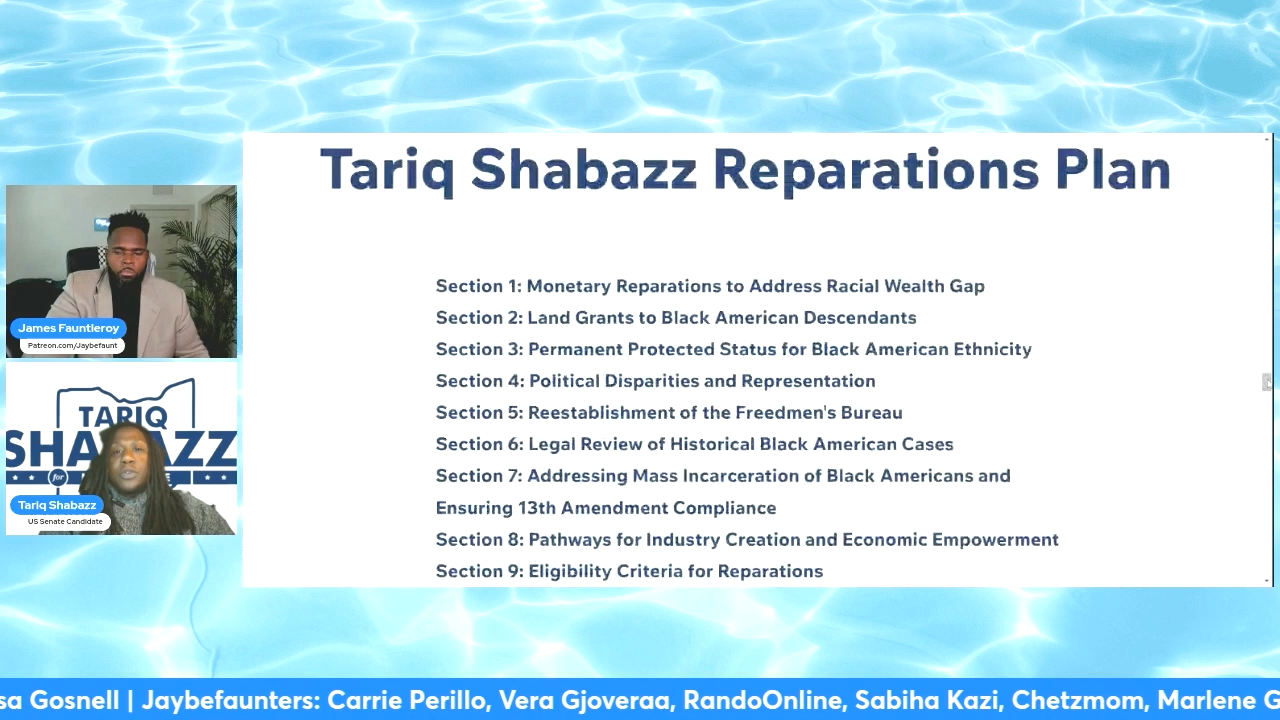 Tariq Shabazz Reparations Plan
Section 1: Monetary Reparations to Address Racial Wealth Gap
Section 2: Land Grants to Black American Descendants
Section 3: Permanent Protected Status for Black American Ethnicity
Section 4: Political Disparities and Representation
Section 5: Reestablishment of the Freedmen's Bureau
Section 6: Legal Review of Historical Black American Cases
Section 7: Addressing Mass Incarceration of Black Americans and
Ensuring 13th Amendment Compliance
Section 8: Pathways for Industry Creation and Economic Empowerment
Section 9: Eligibility Criteria for Reparations
James Fauntleroy
Patreon.com/Jaybefaunt
TARIQ
SHABAZZ
for
Tariq Shabazz
US Senate Candidate
sa Gosnell | Jaybefaunters: Carrie Perillo, Vera Gjoveraa, RandoOnline, Sabiha Kazi, Chetzmom, Marlene G